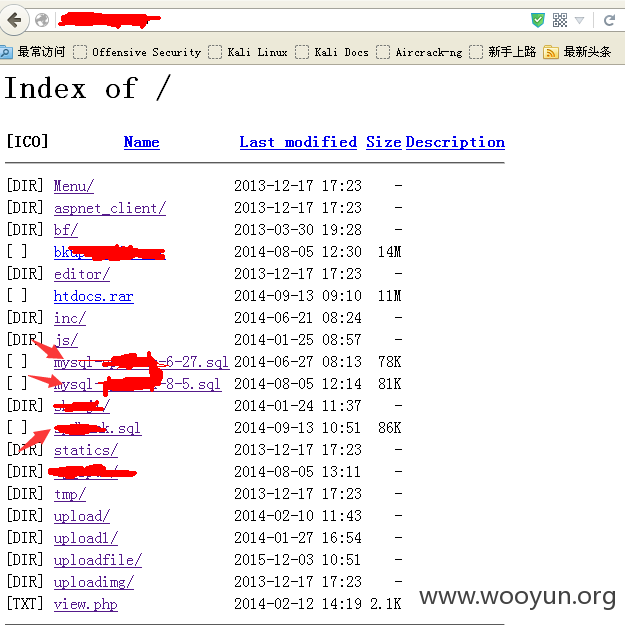 最常访问 Offensive Security Kali Linux Kali Docs Aircrack-ng 新手上路 最新头条
Index of /
[ICO] Name Last modified Size Description
[DIR] Menu/ 2013-12-17 17:23 -
[DIR] aspnet_client/ 2013-12-17 17:23 -
[DIR] bf/ 2013-03-30 19:28 -
[ ] 2014-08-05 12:30 14M
[DIR] editor/ 2013-12-17 17:23 -
[ ] htdocs.rar 2014-09-13 09:10 11M
[DIR] inc/ 2014-06-21 08:24 -
[DIR] js/ 2014-01-25 08:57 -
[ ] mysql- -6-27.sql 2014-06-27 08:13 78K
[ ] mysql- -8-5.sql 2014-08-05 12:14 81K
[DIR] / 2014-01-24 11:37 -
[ ] .sql 2014-09-13 10:51 86K
[DIR] statics/ 2013-12-17 17:23 -
[DIR] 2014-08-05 13:11 -
[DIR] tmp/ 2013-12-17 17:23 -
[DIR] upload/ 2014-02-10 11:43 -
[DIR] upload1/ 2014-01-27 16:54 -
[DIR] uploadfile/ 2015-12-03 10:51 -
[DIR] uploadimg/ 2013-12-17 17:23 -
[TXT] view.php 2014-02-12 14:19 2.1K
www.wooyun.org